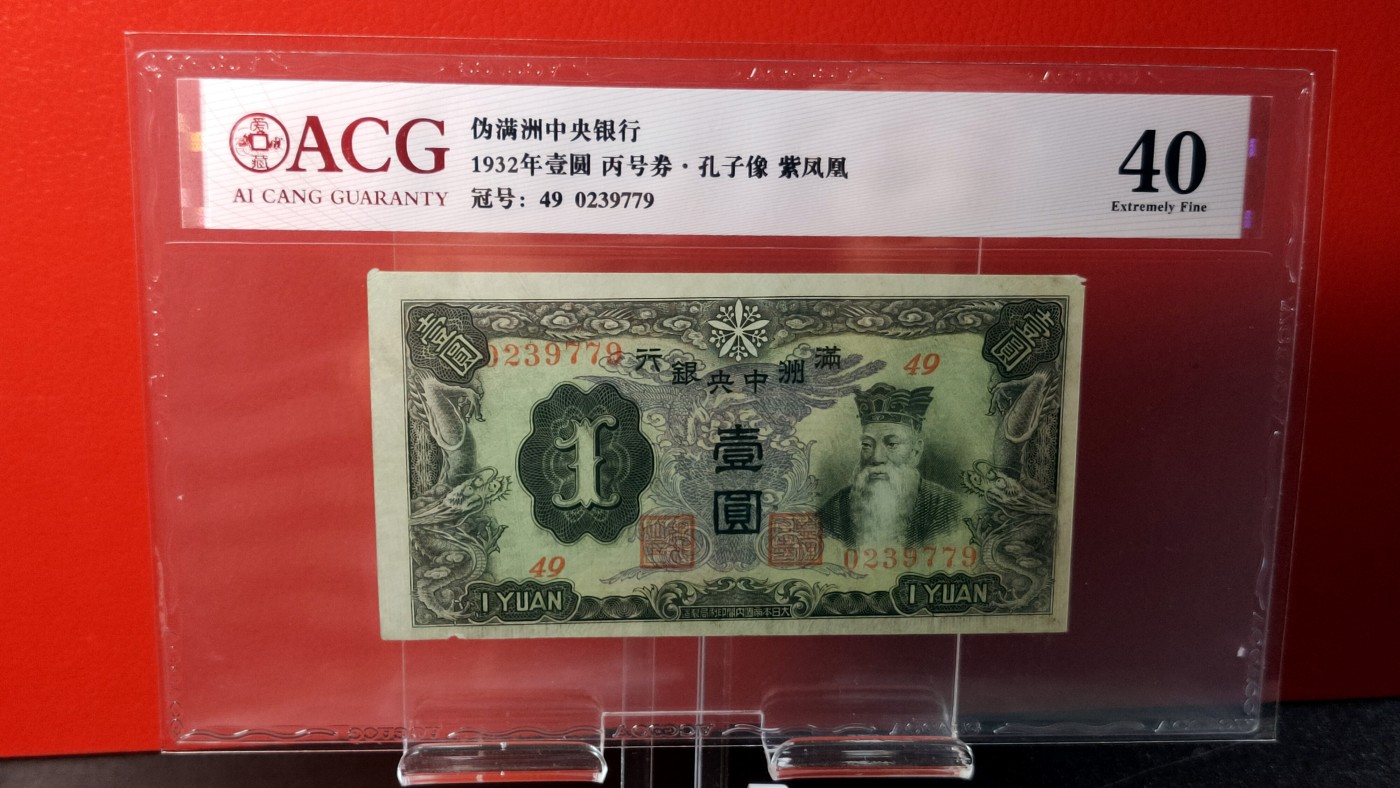 ACG
AI CANG GUARANTY
伪满洲中央银行
1932年壹圆 丙号券·孔子像 紫凤凰
冠号：49 0239779
40
Extremely Fine
壹圓
壹圓
0239779
行銀央中洲滿
49
1
壹
圓
49
0239779
1 YUAN
1 YUAN